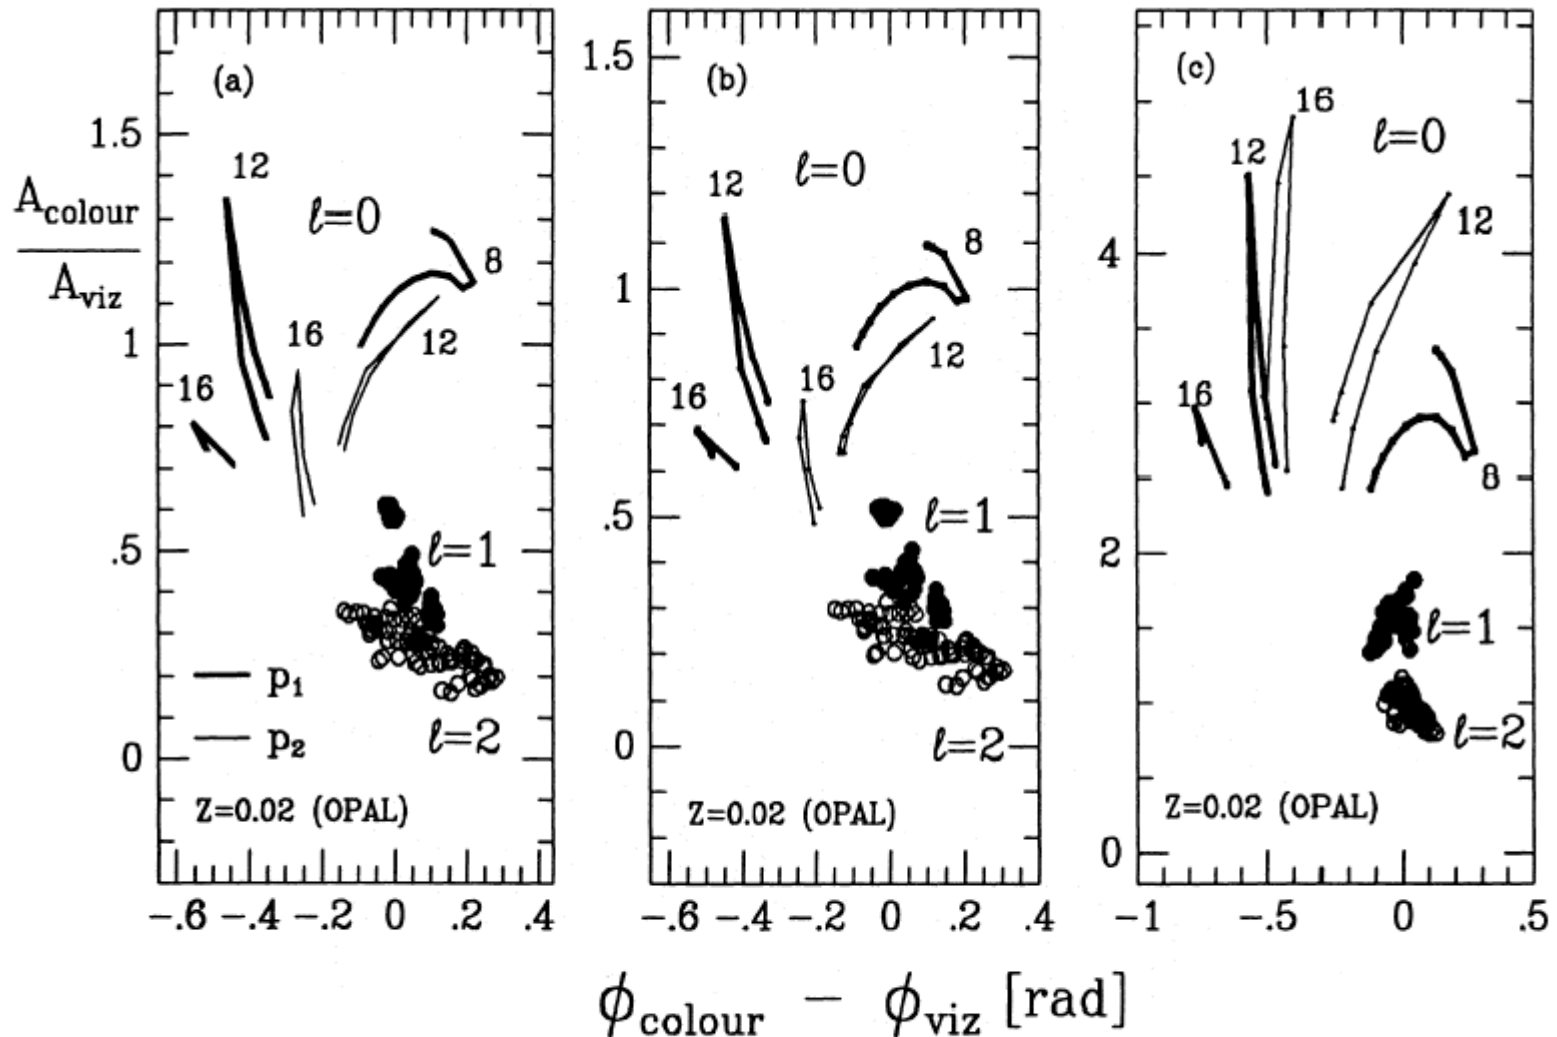 (a)
1.5
1
.5
0
A_colour
A_viz
12
ℓ=0
8
16
12
16
ℓ=1
p₁
p₂
ℓ=2
Z=0.02 (OPAL)
-.6 -.4 -.2 0 .2 .4
(b)
1.5
1
.5
0
12
ℓ=0
8
16
12
16
ℓ=1
ℓ=2
Z=0.02 (OPAL)
-.6 -.4 -.2 0 .2 .4
(c)
4
2
0
16
12
ℓ=0
12
16
8
ℓ=1
ℓ=2
Z=0.02 (OPAL)
-1 -.5 0 .5
ϕ_colour − ϕ_viz [rad]